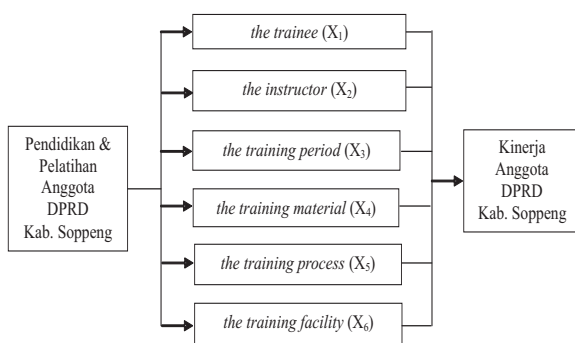 Pendidikan &
Pelatihan
Anggota
DPRD
Kab. Soppeng
the trainee (X₁)
the instructor (X₂)
the training period (X₃)
the training material (X₄)
the training process (X₅)
the training facility (X₆)
Kinerja
Anggota
DPRD
Kab. Soppeng